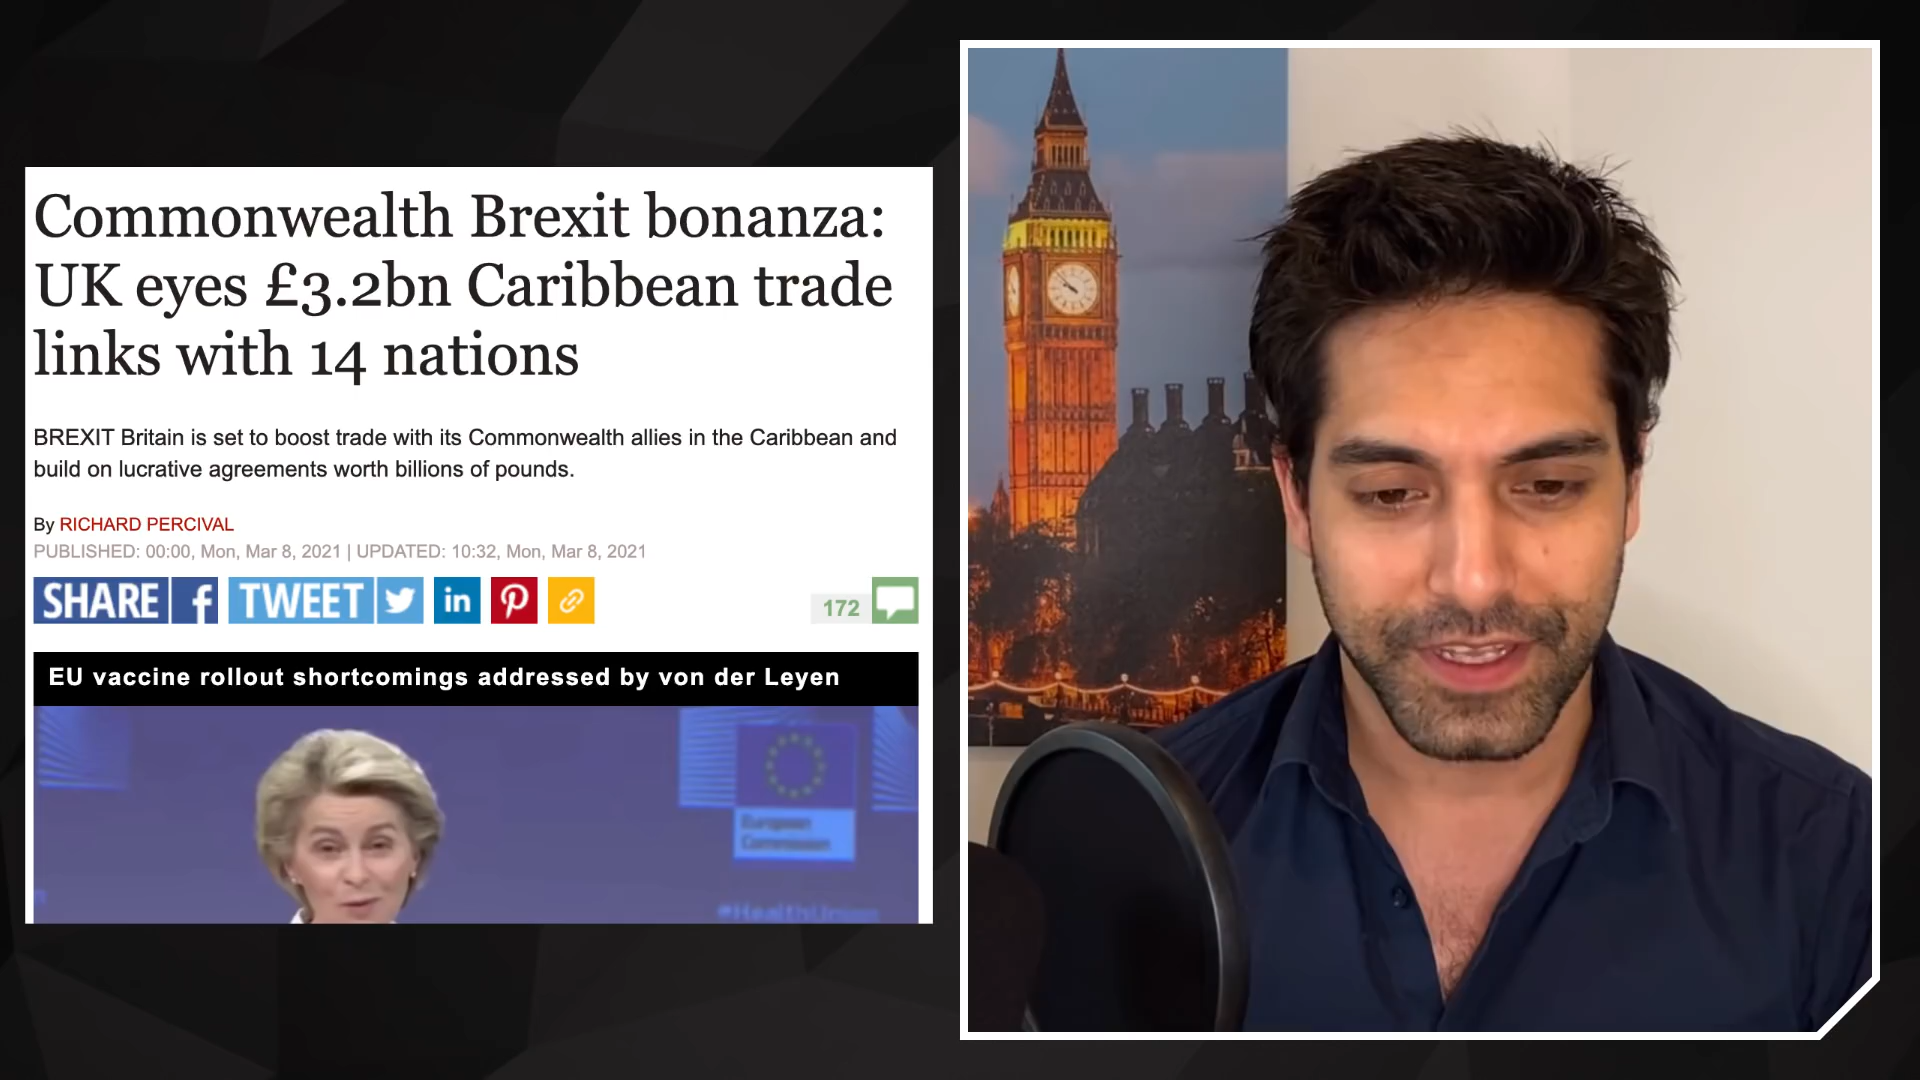 Commonwealth Brexit bonanza:
UK eyes £3.2bn Caribbean trade
links with 14 nations
BREXIT Britain is set to boost trade with its Commonwealth allies in the Caribbean and
build on lucrative agreements worth billions of pounds.
By RICHARD PERCIVAL
PUBLISHED: 00:00, Mon, Mar 8, 2021 | UPDATED: 10:32, Mon, Mar 8, 2021
SHARE f TWEET in
172
EU vaccine rollout shortcomings addressed by von der Leyen
European
Commission
#HealthUnion